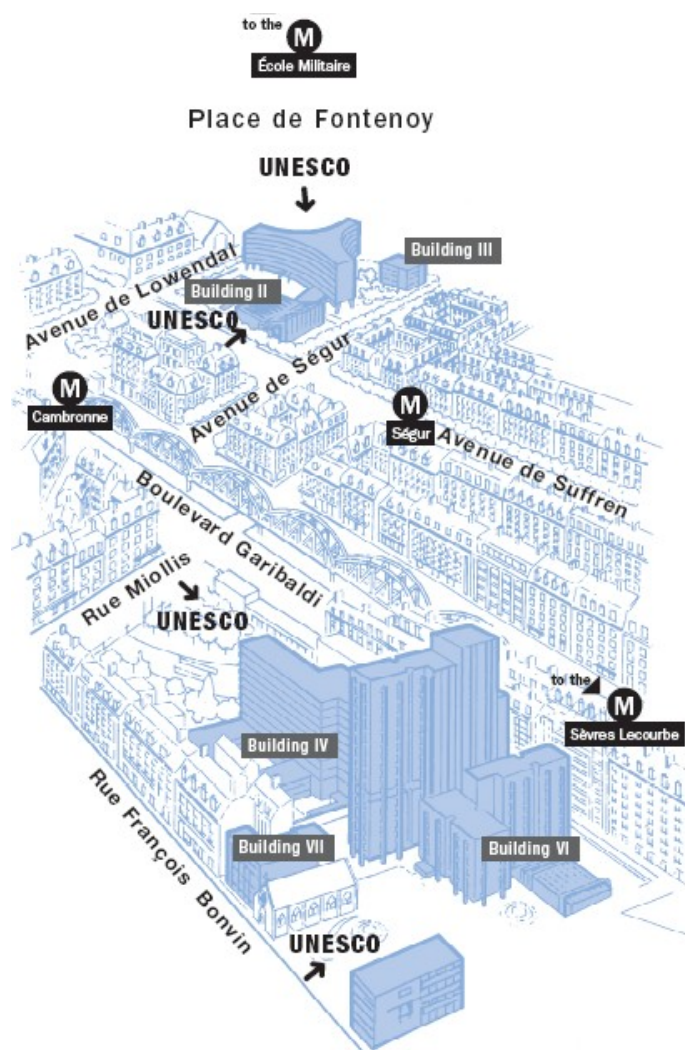 to the
M
École Militaire
Place de Fontenoy
UNESCO
Building III
Avenue de Lowendal
Building II
UNESCO
Avenue de Ségur
M
Cambronne
M
Ségur
Avenue de Suffren
Boulevard Garibaldi
Rue Miollis
UNESCO
to the
M
Sèvres Lecourbe
Building IV
Rue François Bonvin
Building VII
Building VI
UNESCO